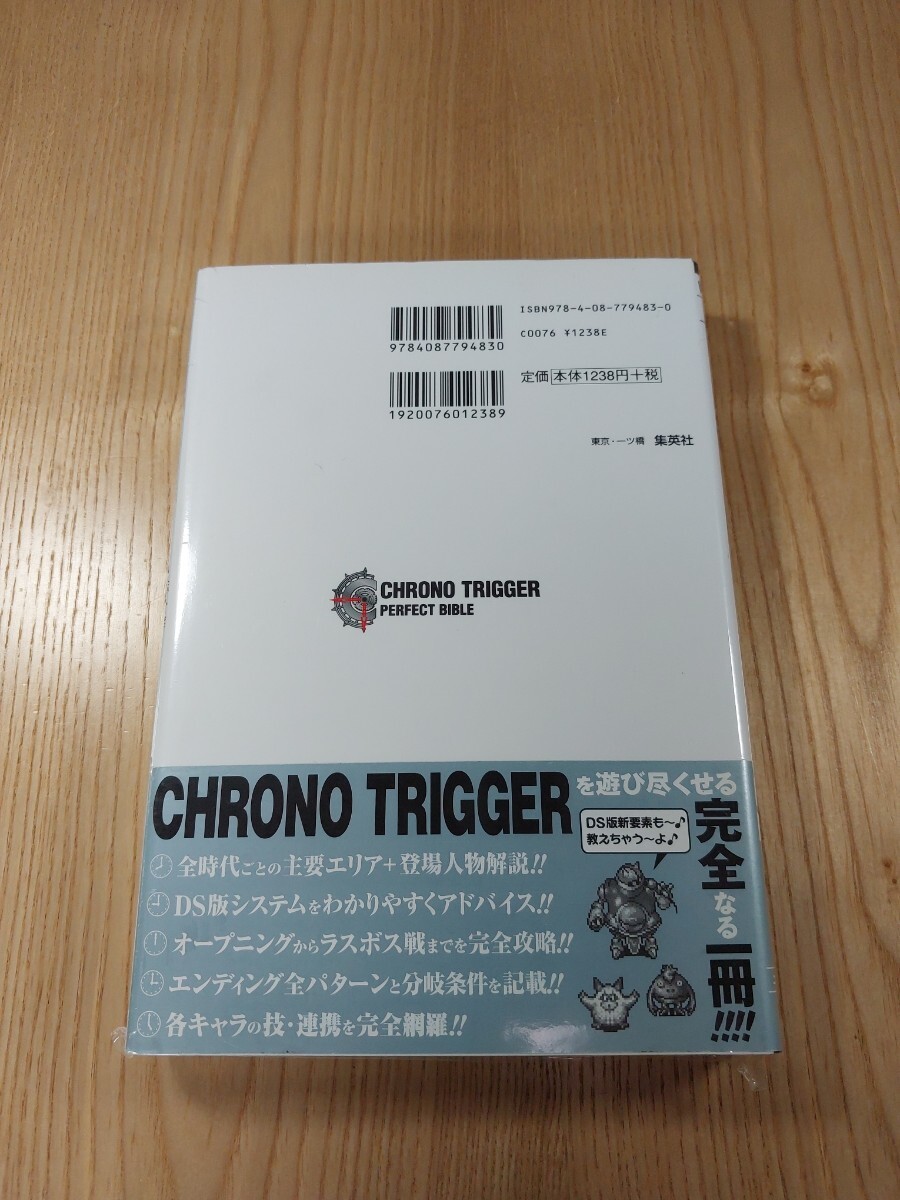 ISBN978-4-08-779483-0
9784087794830
C0076 ¥1238E
1920076012389
定価 本体1238円+税
東京・一ツ橋 集英社
CHRONO TRIGGER
PERFECT BIBLE
CHRONO TRIGGERを遊び尽くせる
完全なる一冊!!!!
DS版新要素も〜♪
教えちゃう〜よ♪
全時代ごとの主要エリア+登場人物解説!!
DS版システムをわかりやすくアドバイス!!
オープニングからラスボス戦までを完全攻略!!
エンディング全パターンと分岐条件を記載!!
各キャラの技・連携を完全網羅!!